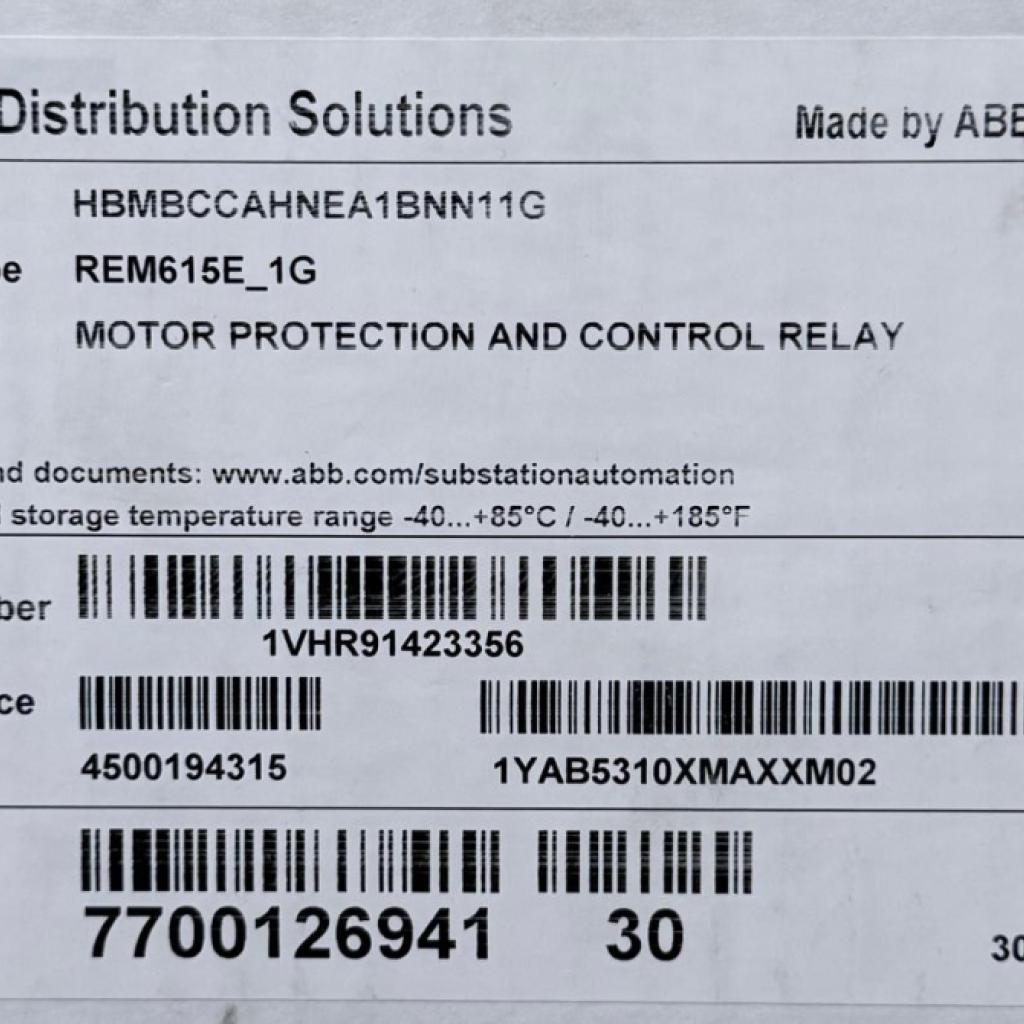 Distribution Solutions Made by ABB
HBMBCCAHNEA1BNN11G
e REM615E_1G
MOTOR PROTECTION AND CONTROL RELAY
nd documents: www.abb.com/substationautomation
storage temperature range -40...+85°C / -40...+185°F
ber
1VHR91423356
ce
4500194315 1YAB5310XMAXXM02
7700126941 30 30